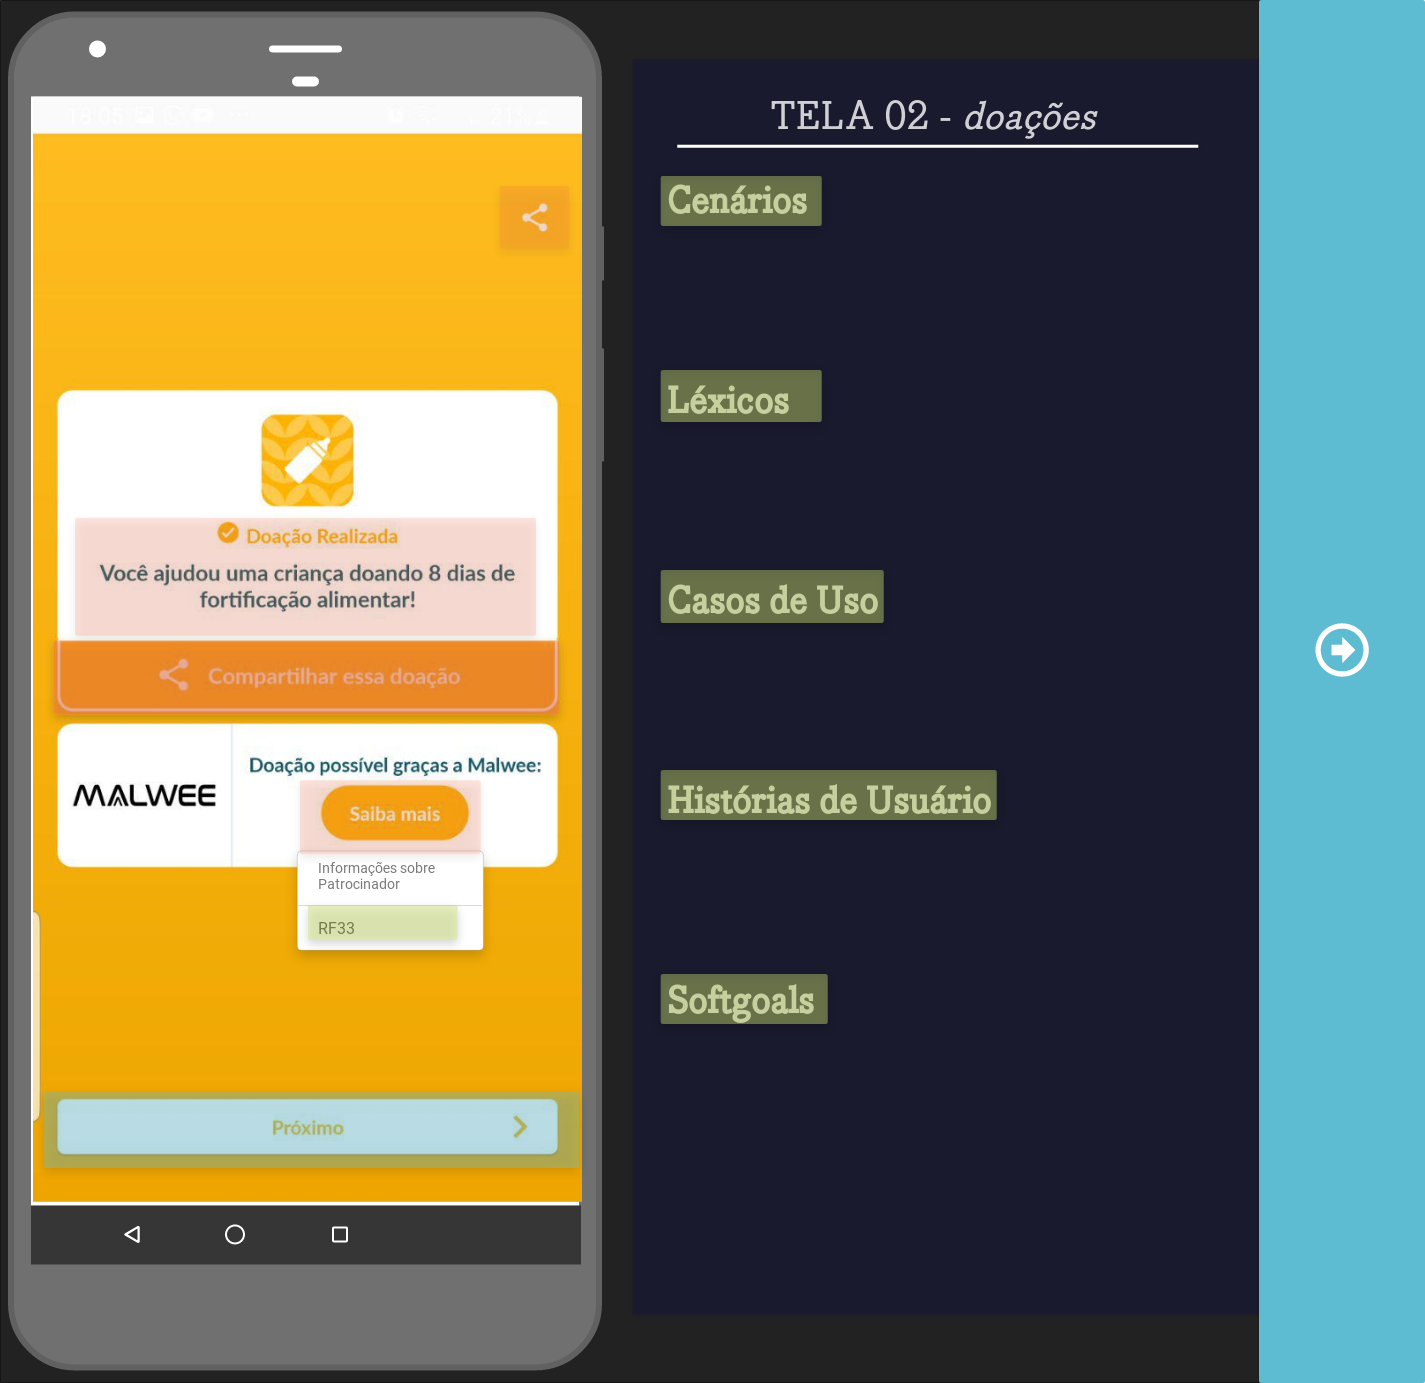 18:05
Doação Realizada
Você ajudou uma criança doando 8 dias de
fortificação alimentar!
Compartilhar essa doação
MALWEE
Doação possível graças a Malwee:
Saiba mais
Informações sobre
Patrocinador
RF33
Próximo
TELA 02 - doações
Cenários
Léxicos
Casos de Uso
Histórias de Usuário
Softgoals